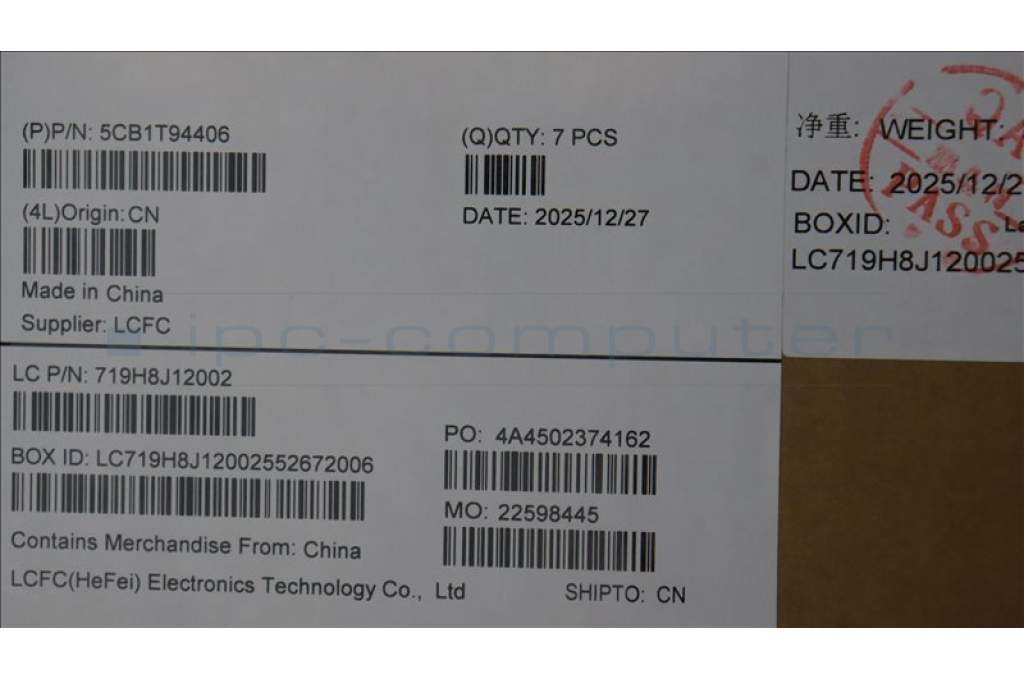 (P)P/N: 5CB1T94406
(Q)QTY: 7 PCS
(4L)Origin: CN
DATE: 2025/12/27
Made in China
Supplier: LCFC
净重: WEIGHT:
DATE: 2025/12/2
BOXID:
LC719H8J120025
PASS
ipc-computer
LC P/N: 719H8J12002
BOX ID: LC719H8J12002552672006
PO: 4A4502374162
MO: 22598445
Contains Merchandise From: China
LCFC(HeFei) Electronics Technology Co., Ltd
SHIPTO: CN